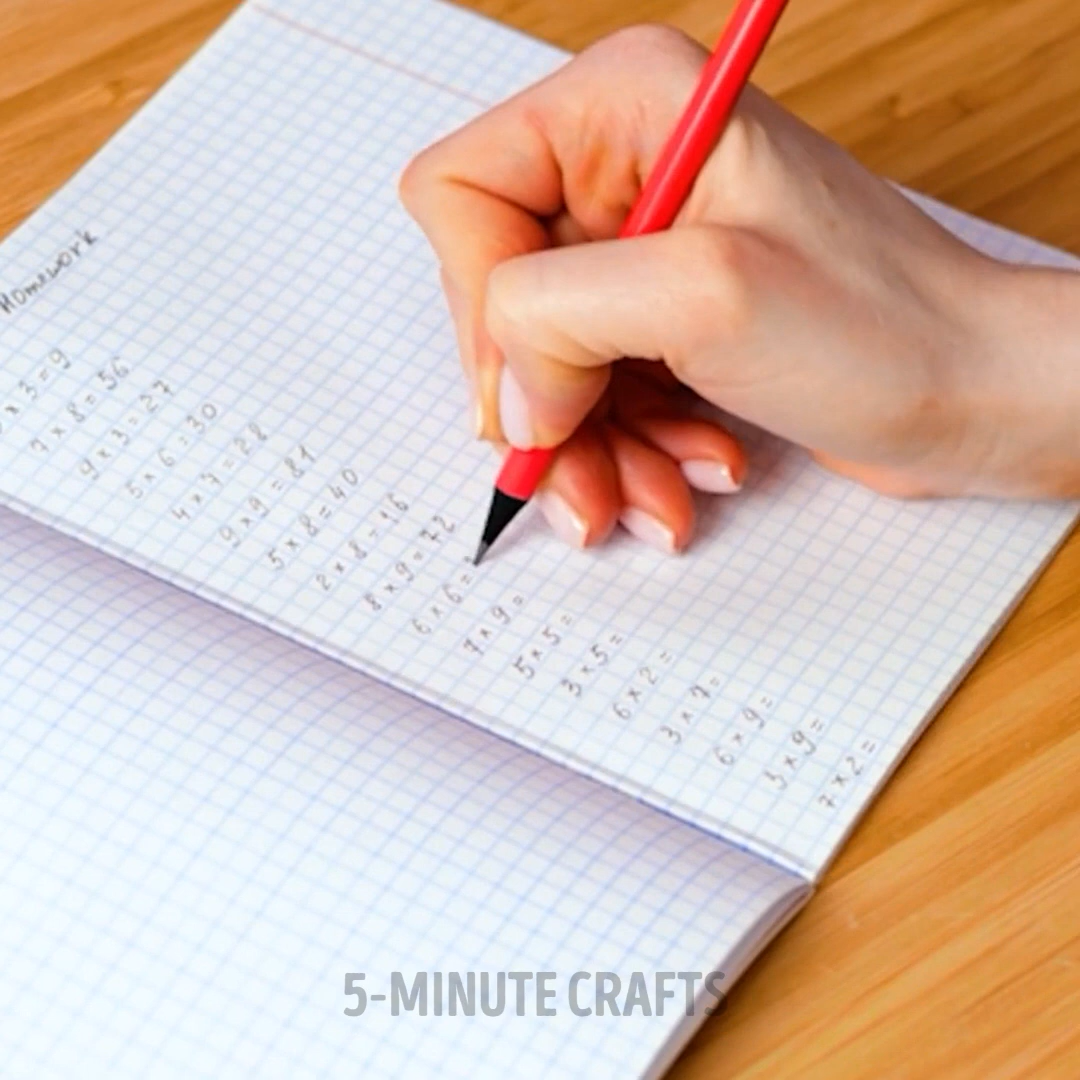 Homework
x 3 = 9
7 x 8 = 56
9 x 3 = 27
5 x 6 = 30
4 x 7 = 28
9 x 9 = 81
5 x 8 = 40
2 x 8 = 16
8 x 9 = 72
6 x 6 =
7 x 9 =
5 x 5 =
3 x 5 =
6 x 2 =
3 x 7 =
6 x 9 =
x 9 =
7 x 2 =
5-MINUTE CRAFTS